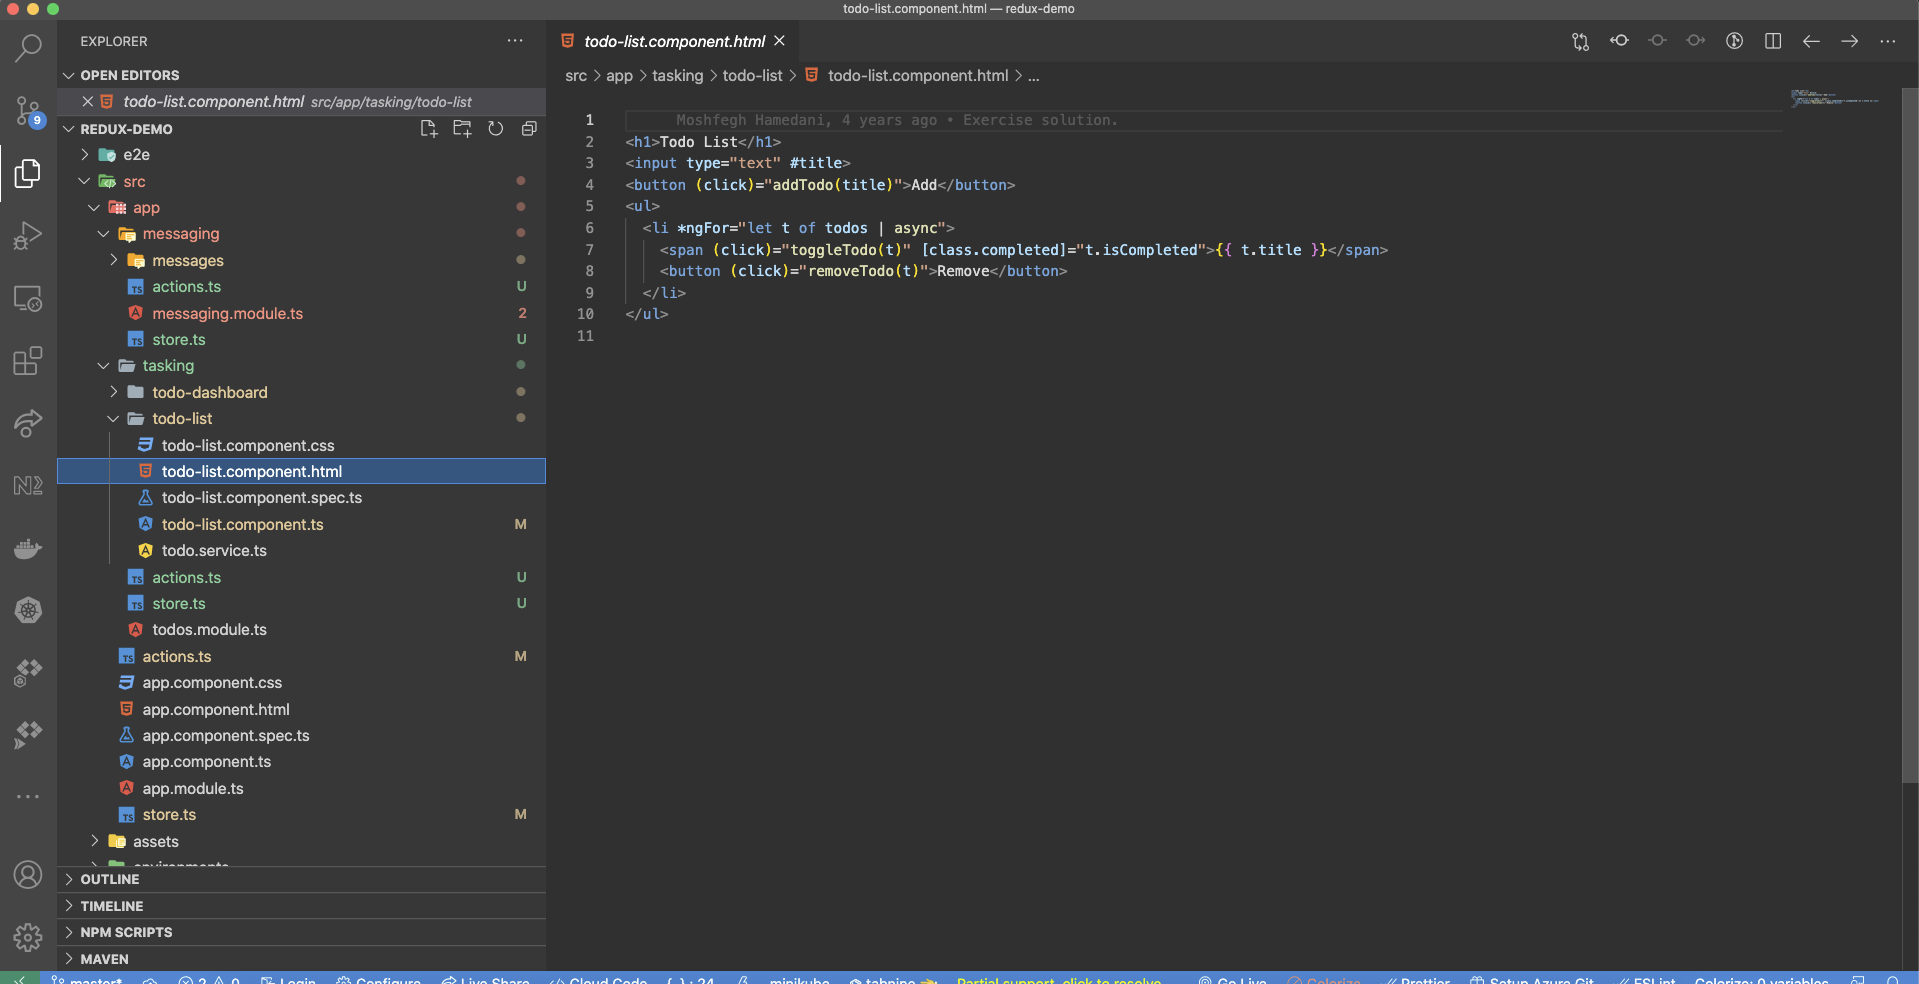 todo-list.component.html — redux-demo
EXPLORER
OPEN EDITORS
todo-list.component.html src/app/tasking/todo-list
REDUX-DEMO
e2e
src
app
messaging
messages
actions.ts U
messaging.module.ts 2
store.ts U
tasking
todo-dashboard
todo-list
todo-list.component.css
todo-list.component.html
todo-list.component.spec.ts
todo-list.component.ts M
todo.service.ts
actions.ts U
store.ts U
todos.module.ts
actions.ts M
app.component.css
app.component.html
app.component.spec.ts
app.component.ts
app.module.ts
store.ts M
assets
environments
OUTLINE
TIMELINE
NPM SCRIPTS
MAVEN
9
todo-list.component.html
src > app > tasking > todo-list > todo-list.component.html > ...
1 Moshfegh Hamedani, 4 years ago • Exercise solution.
2 <h1>Todo List</h1>
3 <input type="text" #title>
4 <button (click)="addTodo(title)">Add</button>
5 <ul>
6 <li *ngFor="let t of todos | async">
7 <span (click)="toggleTodo(t)" [class.completed]="t.isCompleted">{{ t.title }}</span>
8 <button (click)="removeTodo(t)">Remove</button>
9 </li>
10 </ul>
11
master* 2 0 Login Configure Live Share Cloud Code { } : 24 minikube tabnine Partial support, click to resolve Go Live Colorize Prettier Setup Azure Git ESLint Colorize: 0 variables